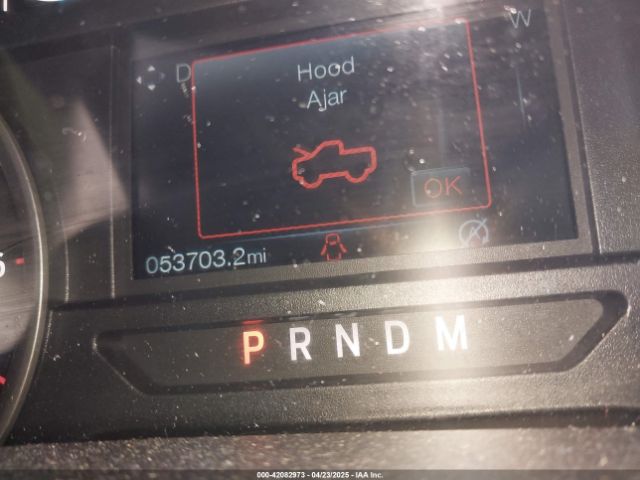 W
D
Hood
Ajar
OK
053703.2mi
P R N D M
000-42082973 - 04/23/2025 - IAA Inc.